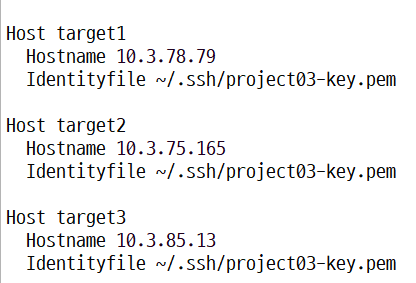 Host target1
  Hostname 10.3.78.79
  Identityfile ~/.ssh/project03-key.pem
Host target2
  Hostname 10.3.75.165
  Identityfile ~/.ssh/project03-key.pem
Host target3
  Hostname 10.3.85.13
  Identityfile ~/.ssh/project03-key.pem